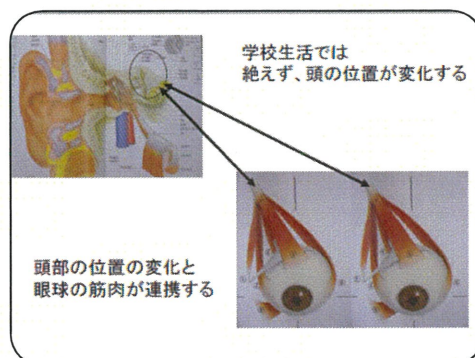 学校生活では
絶えず、頭の位置が変化する
頭部の位置の変化と
眼球の筋肉が連携する